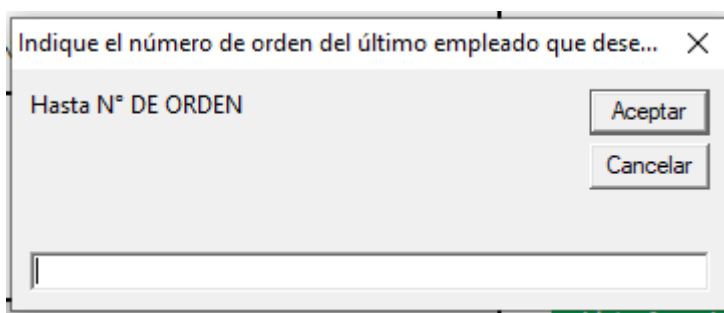 Indique el número de orden del último empleado que dese...
Hasta N° DE ORDEN
Aceptar
Cancelar